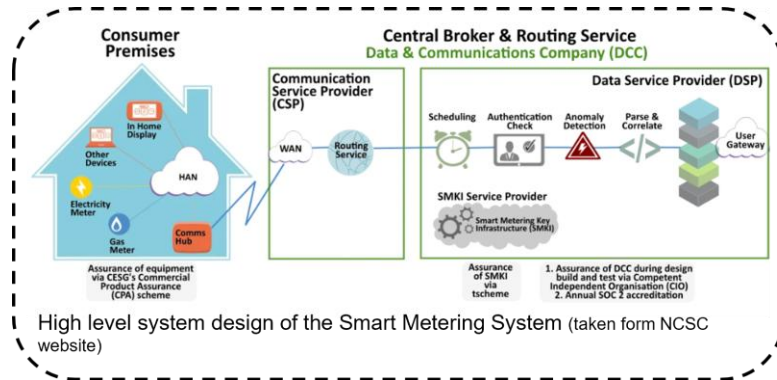 Consumer
Premises
In Home
Display
Other
Devices
HAN
Electricity
Meter
Gas
Meter
Comms
Hub
Assurance of equipment
via CESG's Commercial
Product Assurance
(CPA) scheme
Central Broker & Routing Service
Data & Communications Company (DCC)
Communication
Service Provider
(CSP)
WAN
Routing
Service
Data Service Provider (DSP)
Scheduling
Authentication
Check
Anomaly
Detection
Parse &
Correlate
</>
User
Gateway
SMKI Service Provider
Smart Metering Key
Infrastructure (SMKI)
Assurance
of SMKI
via
tscheme
1. Assurance of DCC during design
build and test via Competent
Independent Organisation (CIO)
2. Annual SOC 2 accreditation
High level system design of the Smart Metering System (taken form NCSC
website)